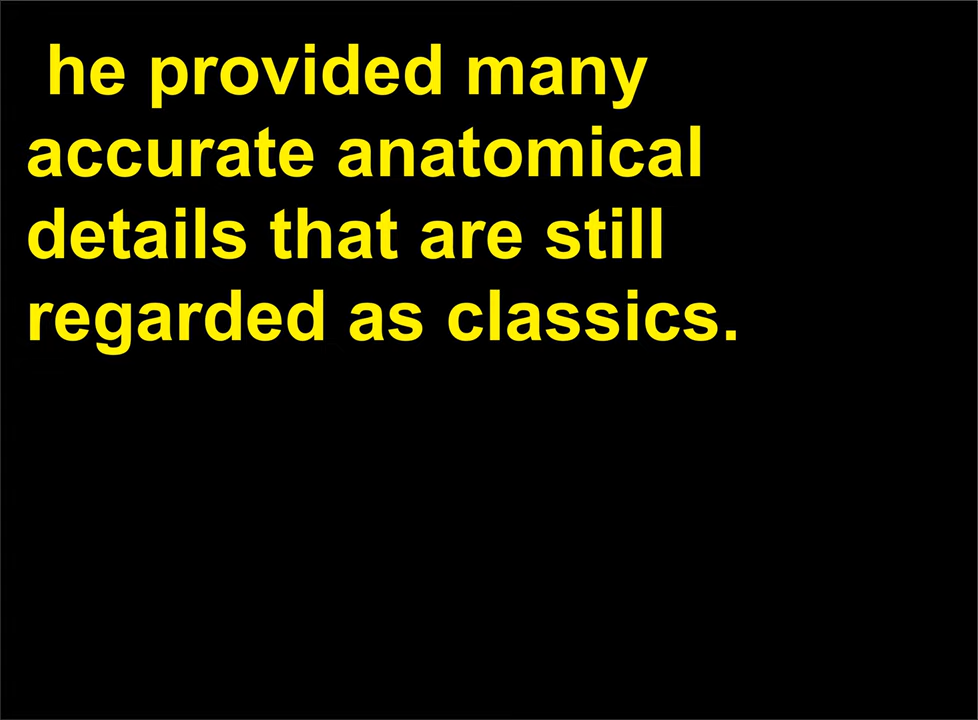 he provided many
accurate anatomical
details that are still
regarded as classics.